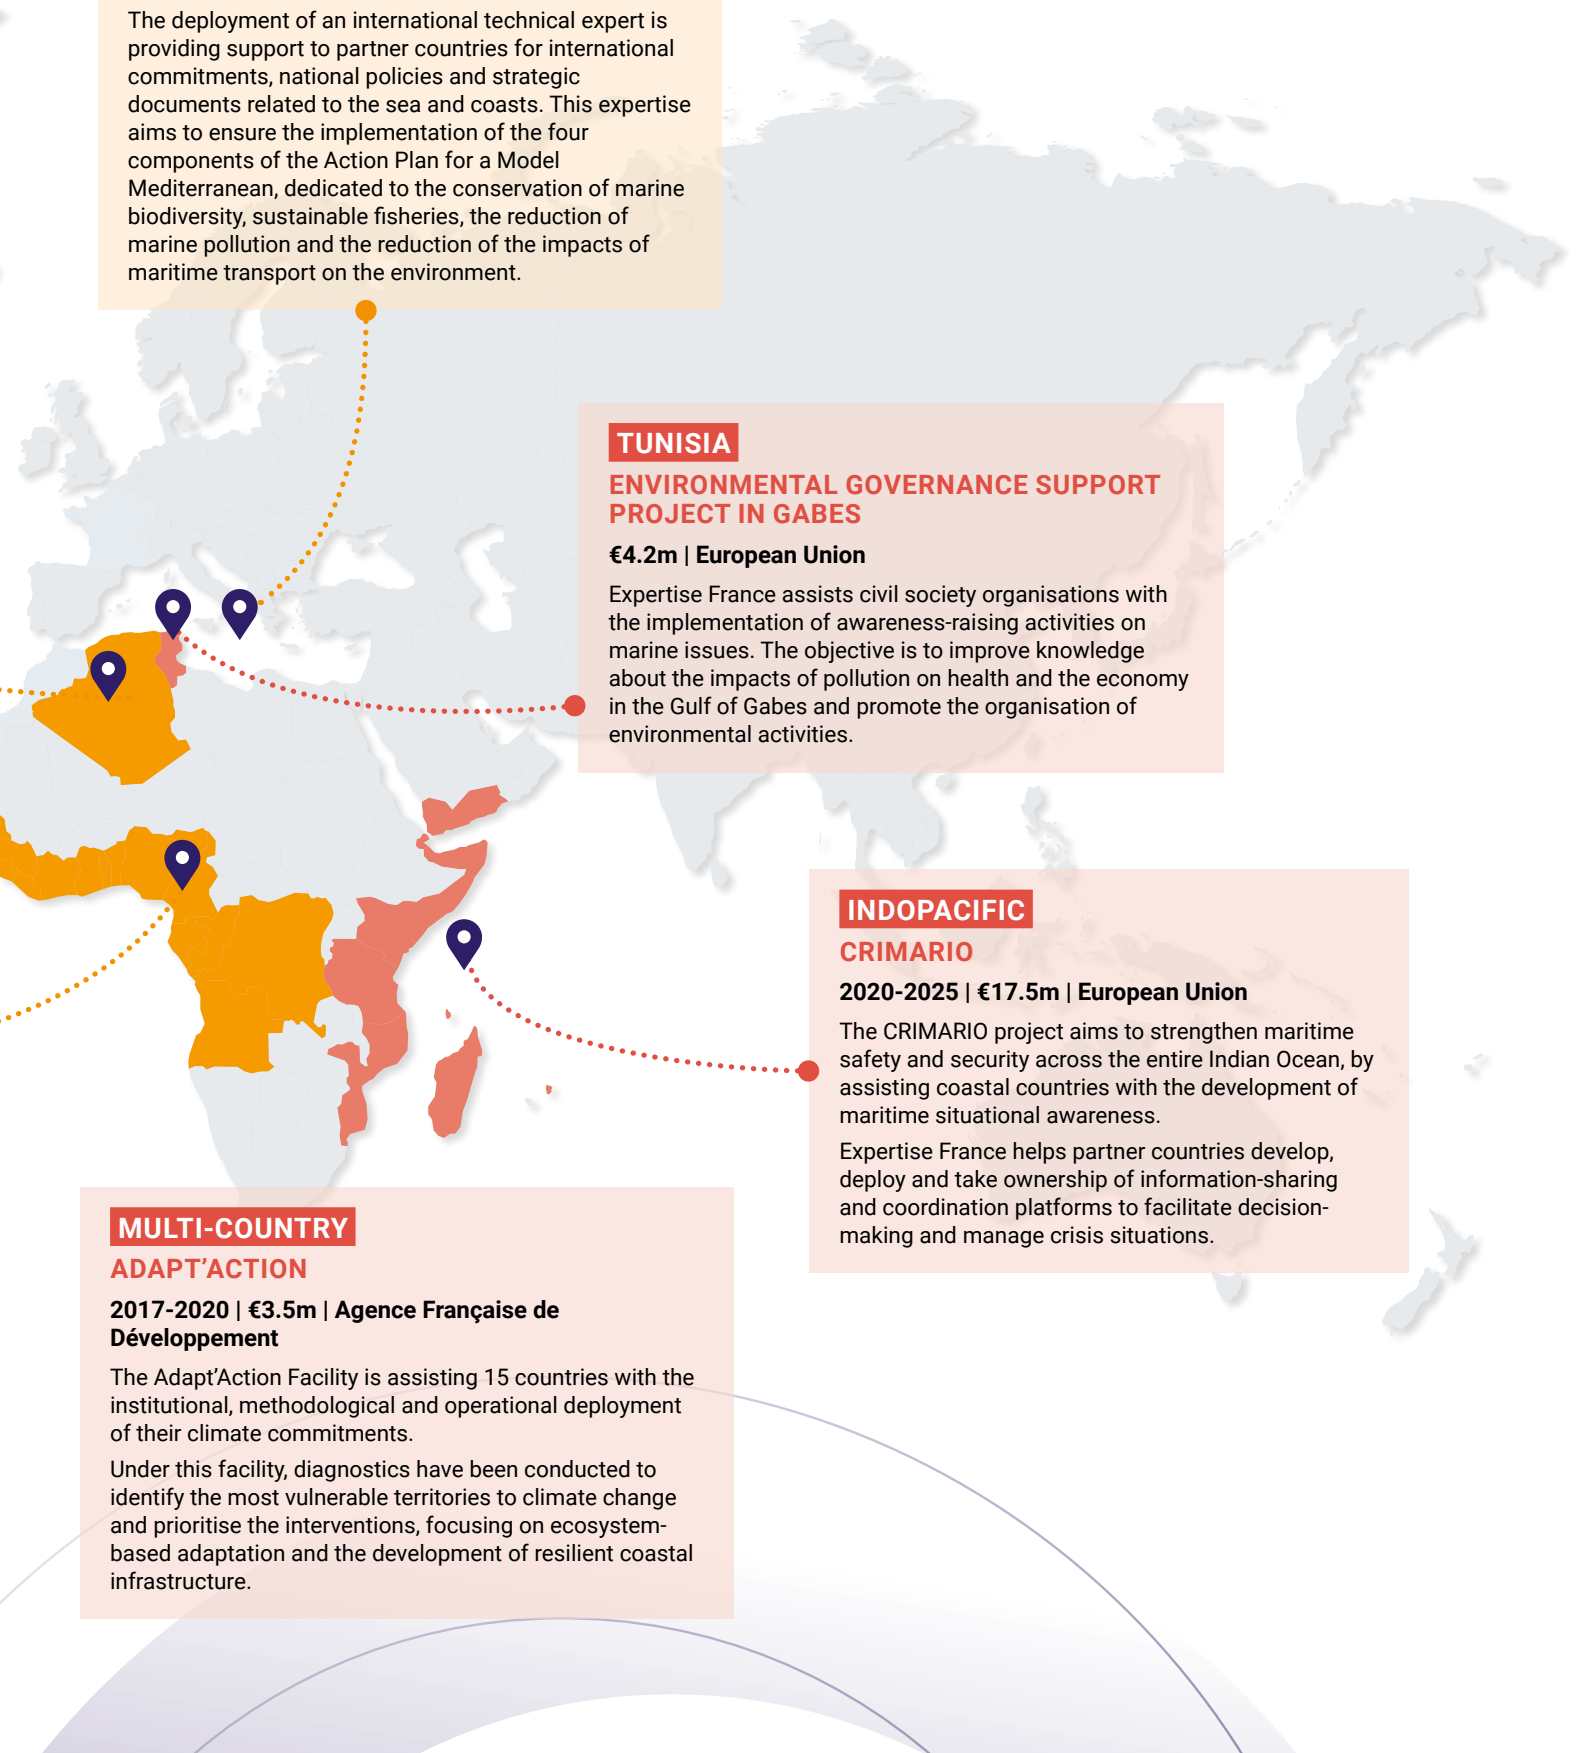 The deployment of an international technical expert is
providing support to partner countries for international
commitments, national policies and strategic
documents related to the sea and coasts. This expertise
aims to ensure the implementation of the four
components of the Action Plan for a Model
Mediterranean, dedicated to the conservation of marine
biodiversity, sustainable fisheries, the reduction of
marine pollution and the reduction of the impacts of
maritime transport on the environment.
TUNISIA
ENVIRONMENTAL GOVERNANCE SUPPORT
PROJECT IN GABES
€4.2m | European Union
Expertise France assists civil society organisations with
the implementation of awareness-raising activities on
marine issues. The objective is to improve knowledge
about the impacts of pollution on health and the economy
in the Gulf of Gabes and promote the organisation of
environmental activities.
INDOPACIFIC
CRIMARIO
2020-2025 | €17.5m | European Union
The CRIMARIO project aims to strengthen maritime
safety and security across the entire Indian Ocean, by
assisting coastal countries with the development of
maritime situational awareness.
Expertise France helps partner countries develop,
deploy and take ownership of information-sharing
and coordination platforms to facilitate decision-
making and manage crisis situations.
MULTI-COUNTRY
ADAPT’ACTION
2017-2020 | €3.5m | Agence Française de
Développement
The Adapt’Action Facility is assisting 15 countries with the
institutional, methodological and operational deployment
of their climate commitments.
Under this facility, diagnostics have been conducted to
identify the most vulnerable territories to climate change
and prioritise the interventions, focusing on ecosystem-
based adaptation and the development of resilient coastal
infrastructure.